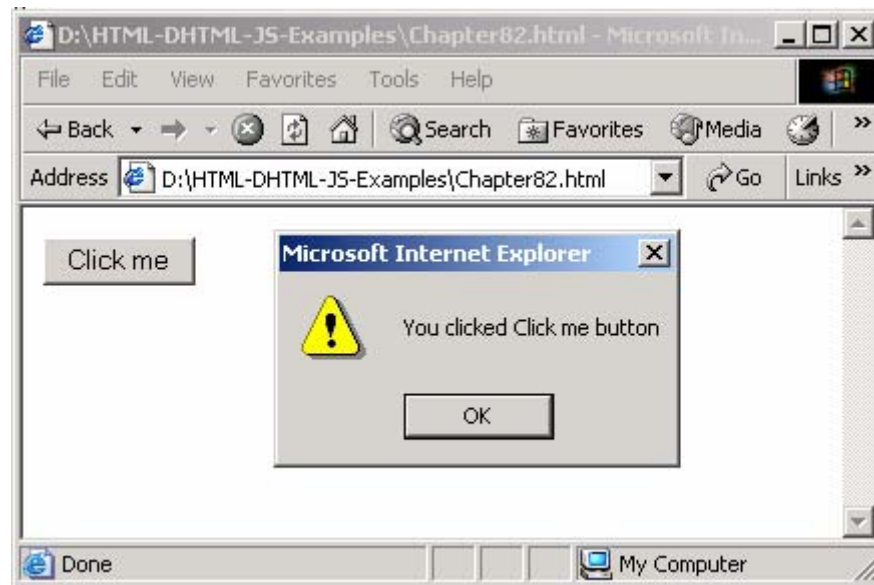 D:\HTML-DHTML-JS-Examples\Chapter82.html - Microsoft In...
File Edit View Favorites Tools Help
Back Search Favorites Media »
Address D:\HTML-DHTML-JS-Examples\Chapter82.html Go Links »
Click me
Microsoft Internet Explorer
You clicked Click me button
OK
Done My Computer